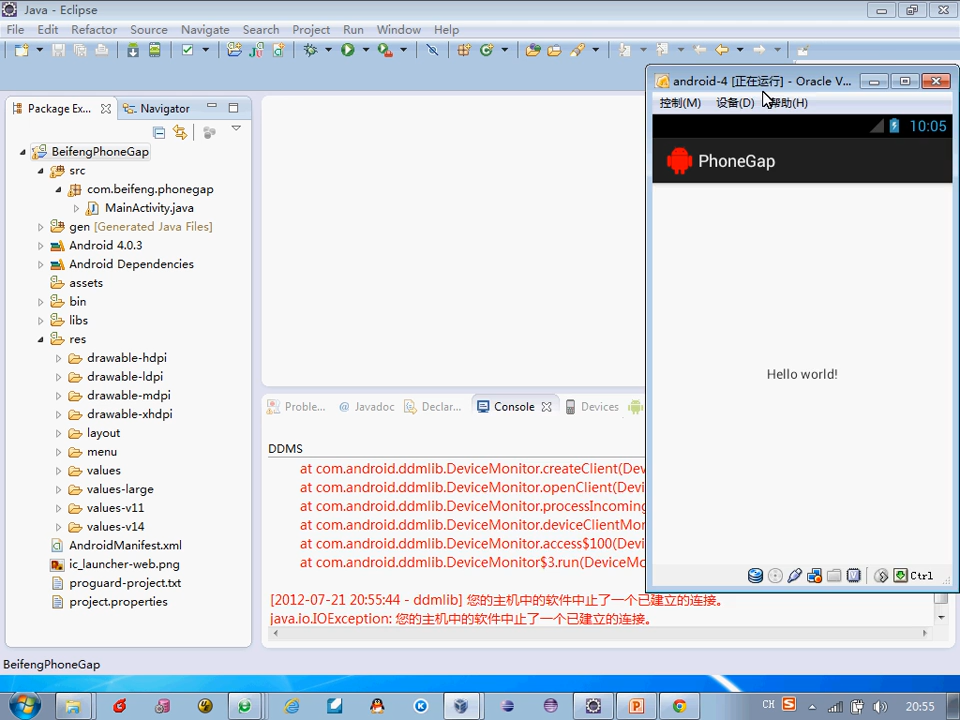 Java - Eclipse
File Edit Refactor Source Navigate Search Project Run Window Help
android-4 [正在运行] - Oracle V...
控制(M) 设备(D) 帮助(H)
Package Ex... Navigator
10:05
PhoneGap
BeifengPhoneGap
src
com.beifeng.phonegap
MainActivity.java
gen [Generated Java Files]
Android 4.0.3
Android Dependencies
assets
bin
libs
res
drawable-hdpi
drawable-ldpi
drawable-mdpi
drawable-xhdpi
layout
menu
values
values-large
values-v11
values-v14
AndroidManifest.xml
ic_launcher-web.png
proguard-project.txt
project.properties
Hello world!
Proble... @ Javadoc Declar... Console Devices
DDMS
at com.android.ddmlib.DeviceMonitor.createClient(Dev
at com.android.ddmlib.DeviceMonitor.openClient(Devi
at com.android.ddmlib.DeviceMonitor.processIncoming
at com.android.ddmlib.DeviceMonitor.deviceClientMor
at com.android.ddmlib.DeviceMonitor.access$100(Devi
at com.android.ddmlib.DeviceMonitor$3.run(DeviceMo
[2012-07-21 20:55:44 - ddmlib] 您的主机中的软件中止了一个已建立的连接。
java.io.IOException: 您的主机中的软件中止了一个已建立的连接。
Ctrl
BeifengPhoneGap
CH 20:55